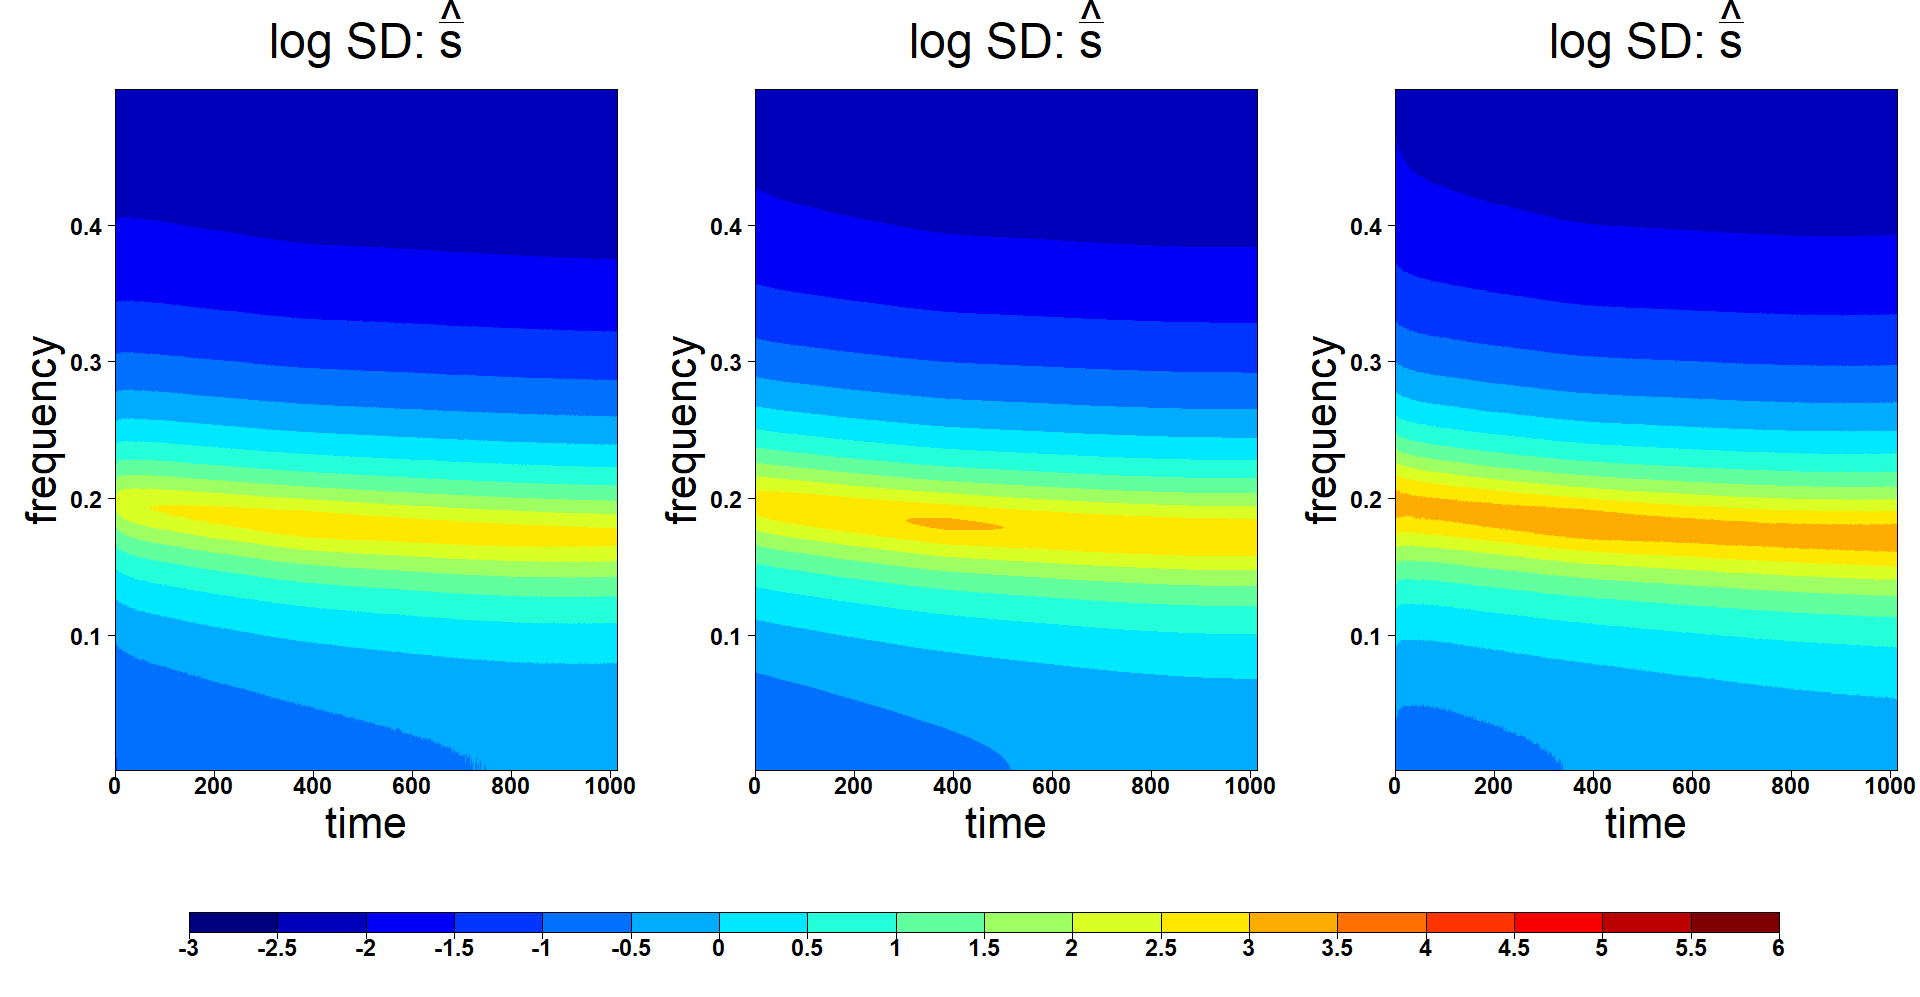 log SD: s̅̂ log SD: s̅̂ log SD: s̅̂
frequency frequency frequency
0.4 0.4 0.4
0.3 0.3 0.3
0.2 0.2 0.2
0.1 0.1 0.1
0 200 400 600 800 1000 0 200 400 600 800 1000 0 200 400 600 800 1000
time time time
-3 -2.5 -2 -1.5 -1 -0.5 0 0.5 1 1.5 2 2.5 3 3.5 4 4.5 5 5.5 6